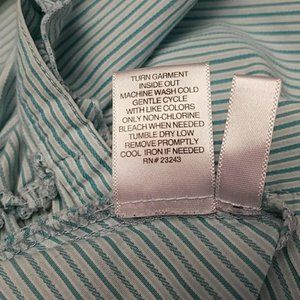 TURN GARMENT
INSIDE OUT
MACHINE WASH COLD
GENTLE CYCLE
WITH LIKE COLORS
ONLY NON-CHLORINE
BLEACH WHEN NEEDED
TUMBLE DRY LOW
REMOVE PROMPTLY
COOL IRON IF NEEDED
RN# 23243